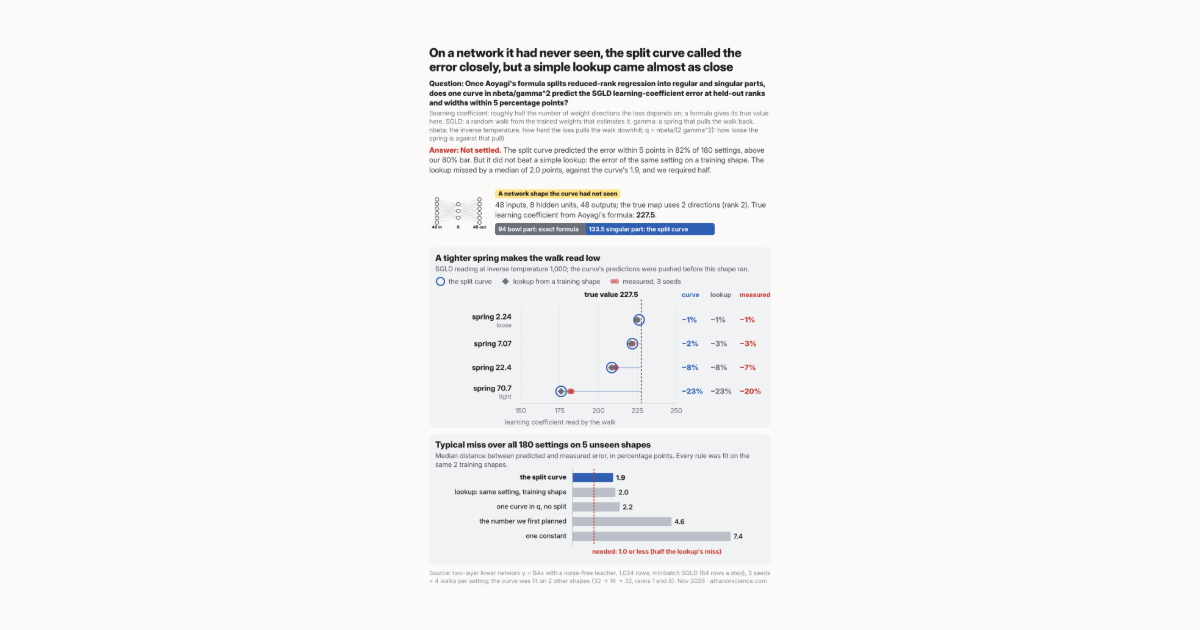 On a network it had never seen, the split curve called the
error closely, but a simple lookup came almost as close
Question: Once Aoyagi's formula splits reduced-rank regression into regular and singular parts,
does one curve in nbeta/gamma^2 predict the SGLD learning-coefficient error at held-out ranks
and widths within 5 percentage points?
(learning coefficient: roughly half the number of weight directions the loss depends on; a formula gives its true value
here. SGLD: a random walk from the trained weights that estimates it. gamma: a spring that pulls the walk back.
nbeta: the inverse temperature, how hard the loss pulls the walk downhill; q = nbeta/(2 gamma^2): how loose the
spring is against that pull)
Answer: Not settled. The split curve predicted the error within 5 points in 82% of 180 settings, above
our 80% bar. But it did not beat a simple lookup: the error of the same setting on a training shape. The
lookup missed by a median of 2.0 points, against the curve's 1.9, and we required half.
A network shape the curve had not seen
48 inputs, 8 hidden units, 48 outputs; the true map uses 2 directions (rank 2). True
learning coefficient from Aoyagi's formula: 227.5.
48 in 8 48 out
94 bowl part: exact formula 133.5 singular part: the split curve
A tighter spring makes the walk read low
SGLD reading at inverse temperature 1,000; the curve's predictions were pushed before this shape ran.
the split curve lookup from a training shape measured, 3 seeds
true value 227.5 curve lookup measured
spring 2.24 −1% −1% −1%
loose
spring 7.07 −2% −3% −3%
spring 22.4 −8% −8% −7%
spring 70.7 −23% −23% −20%
tight
150 175 200 225 250
learning coefficient read by the walk
Typical miss over all 180 settings on 5 unseen shapes
Median distance between predicted and measured error, in percentage points. Every rule was fit on the
same 2 training shapes.
the split curve 1.9
lookup: same setting, training shape 2.0
one curve in q, no split 2.2
the number we first planned 4.6
one constant 7.4
needed: 1.0 or less (half the lookup's miss)
Source: two-layer linear network y = BAx with a noise-free teacher, 1,024 rows; minibatch SGLD (64 rows a step), 3 seeds
× 4 walks per setting; the curve was fit on 2 other shapes (32 → 16 → 32, ranks 1 and 8). Nov 2026 · athanorscience.com